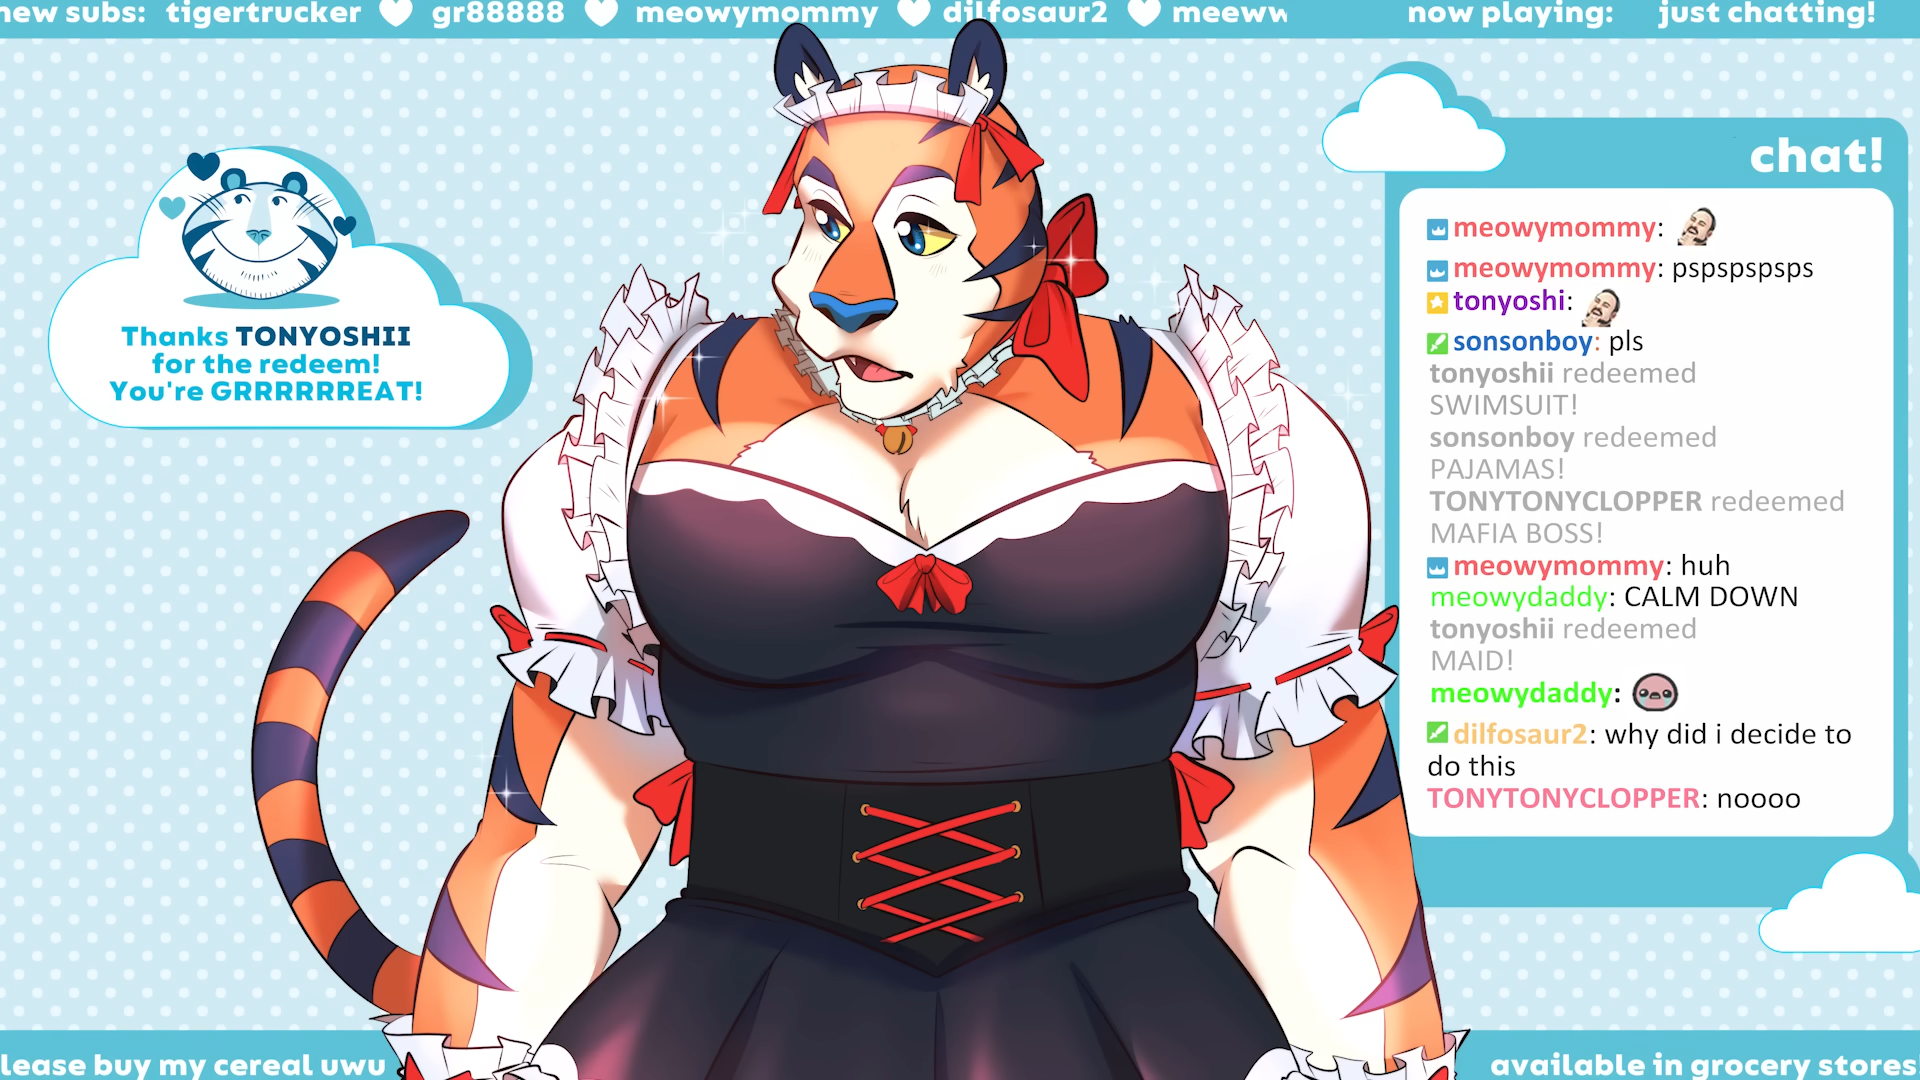 new subs: tigertrucker gr88888 meowymommy dilfosaur2 meeww
now playing: just chatting!
Thanks TONYOSHII
for the redeem!
You're GRRRRRREAT!
chat!
meowymommy:
meowymommy: pspspspsps
tonyoshi:
sonsonboy: pls
tonyoshii redeemed
SWIMSUIT!
sonsonboy redeemed
PAJAMAS!
TONYTONYCLOPPER redeemed
MAFIA BOSS!
meowymommy: huh
meowydaddy: CALM DOWN
tonyoshii redeemed
MAID!
meowydaddy:
dilfosaur2: why did i decide to
do this
TONYTONYCLOPPER: noooo
lease buy my cereal uwu
available in grocery stores